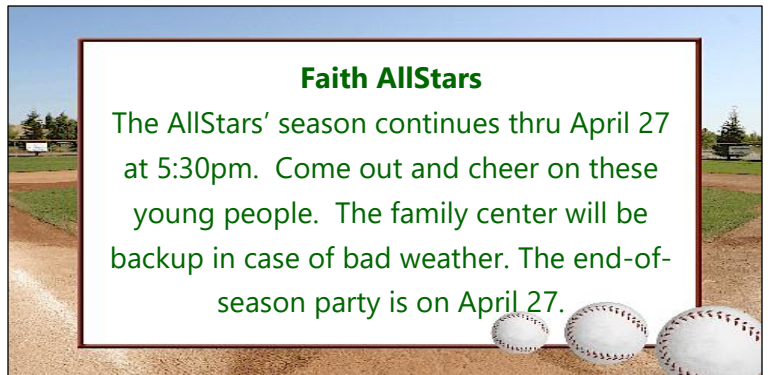 Faith AllStars
The AllStars’ season continues thru April 27
at 5:30pm.  Come out and cheer on these
young people.  The family center will be
backup in case of bad weather. The end-of-
season party is on April 27.